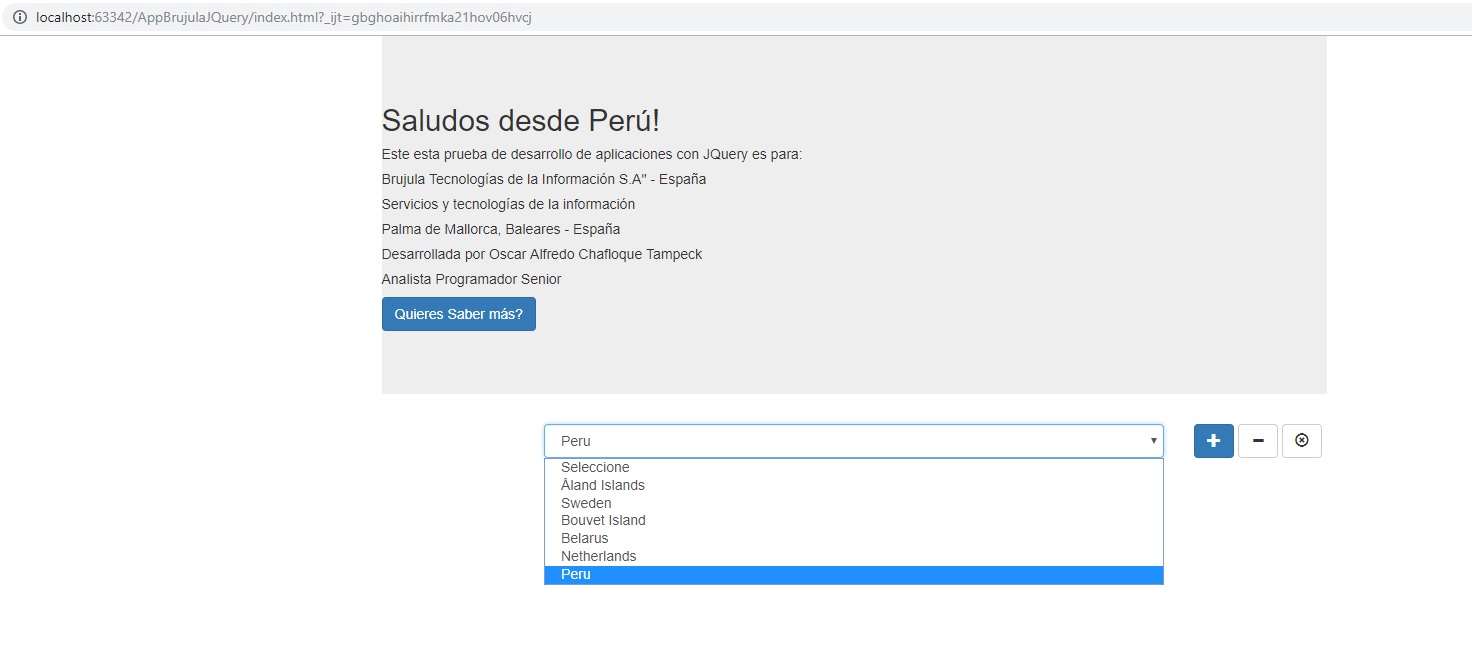 localhost:63342/AppBrujulaJQuery/index.html?_ijt=gbghoaihirrfmka21hov06hvcj
Saludos desde Perú!
Este esta prueba de desarrollo de aplicaciones con JQuery es para:
Brujula Tecnologías de la Información S.A" - España
Servicios y tecnologías de la información
Palma de Mallorca, Baleares - España
Desarrollada por Oscar Alfredo Chafloque Tampeck
Analista Programador Senior
Quieres Saber más?
Peru
Seleccione
Åland Islands
Sweden
Bouvet Island
Belarus
Netherlands
Peru